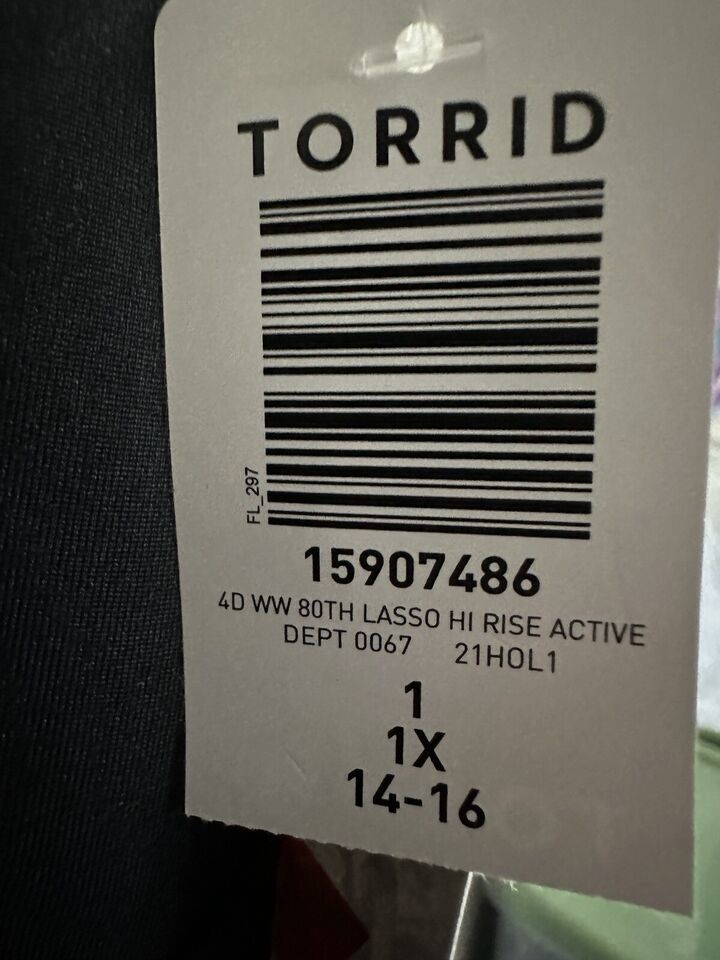 TORRID
FL_297
15907486
4D WW 80TH LASSO HI RISE ACTIVE
DEPT 0067 21HOL1
1
1X
14-16